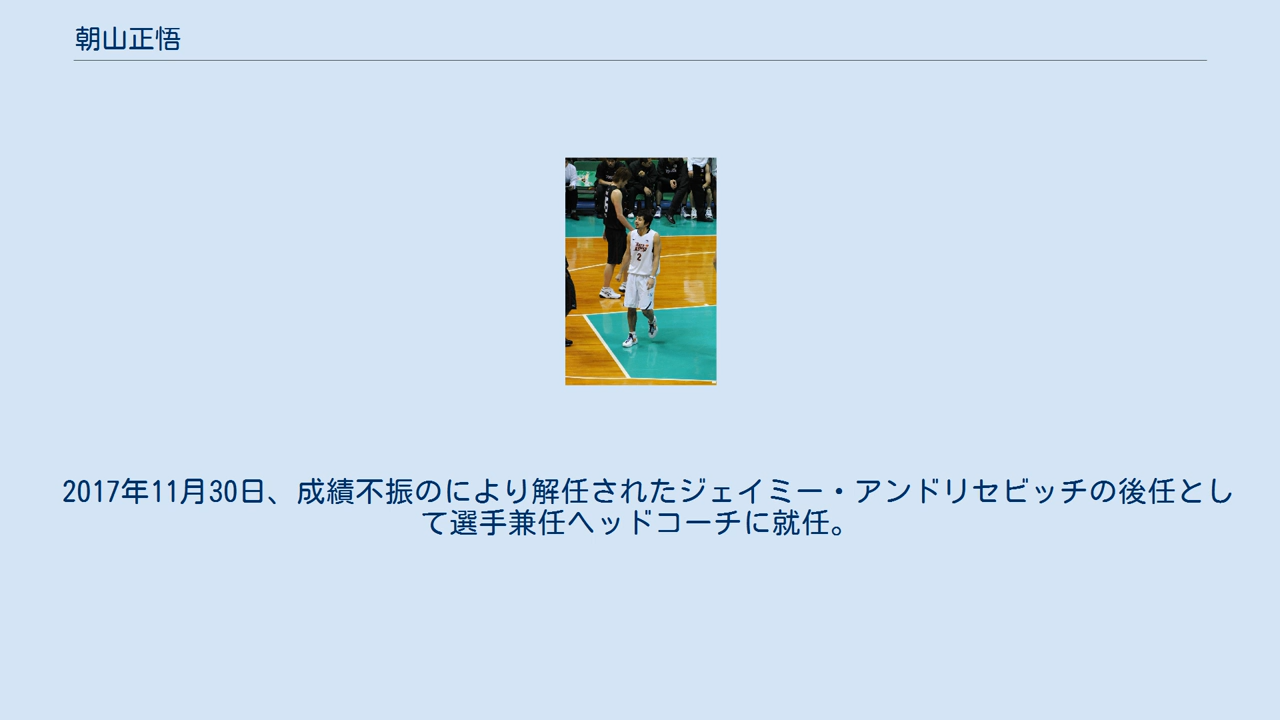 朝山正悟
2
2017年11月30日、成績不振のにより解任されたジェイミー・アンドリセビッチの後任とし
て選手兼任ヘッドコーチに就任。